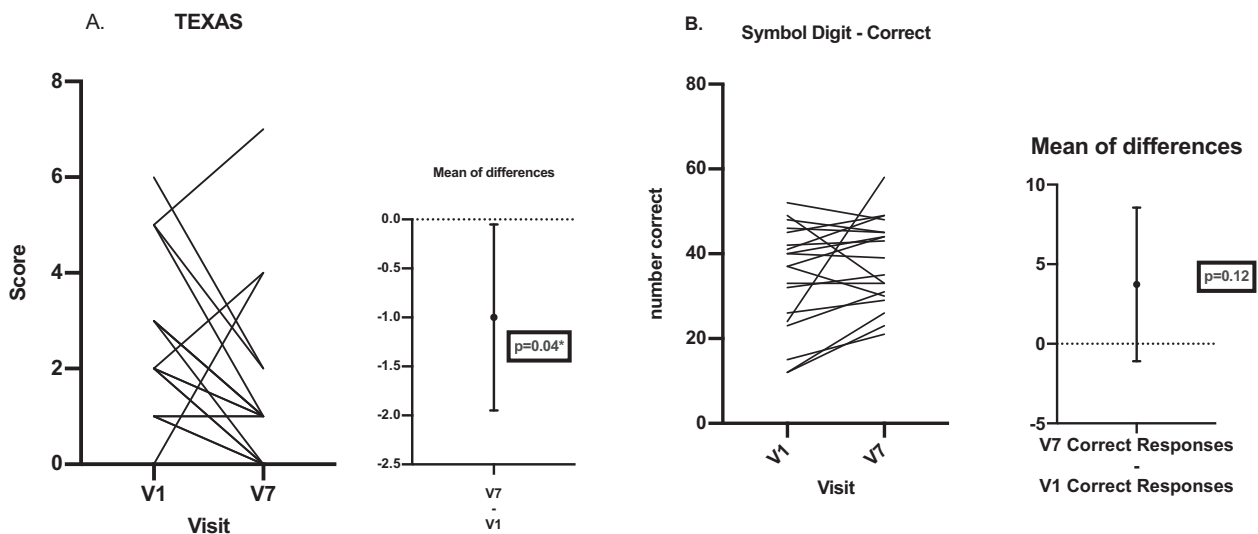 A.
TEXAS
8
6
4
2
0
Score
V1
V7
Visit
Mean of differences
0.0
-0.5
-1.0
-1.5
-2.0
-2.5
p=0.04*
V7
-
V1
B.
Symbol Digit - Correct
80
60
40
20
0
number correct
V1
V7
Visit
Mean of differences
10
5
0
-5
p=0.12
V7 Correct Responses
-
V1 Correct Responses